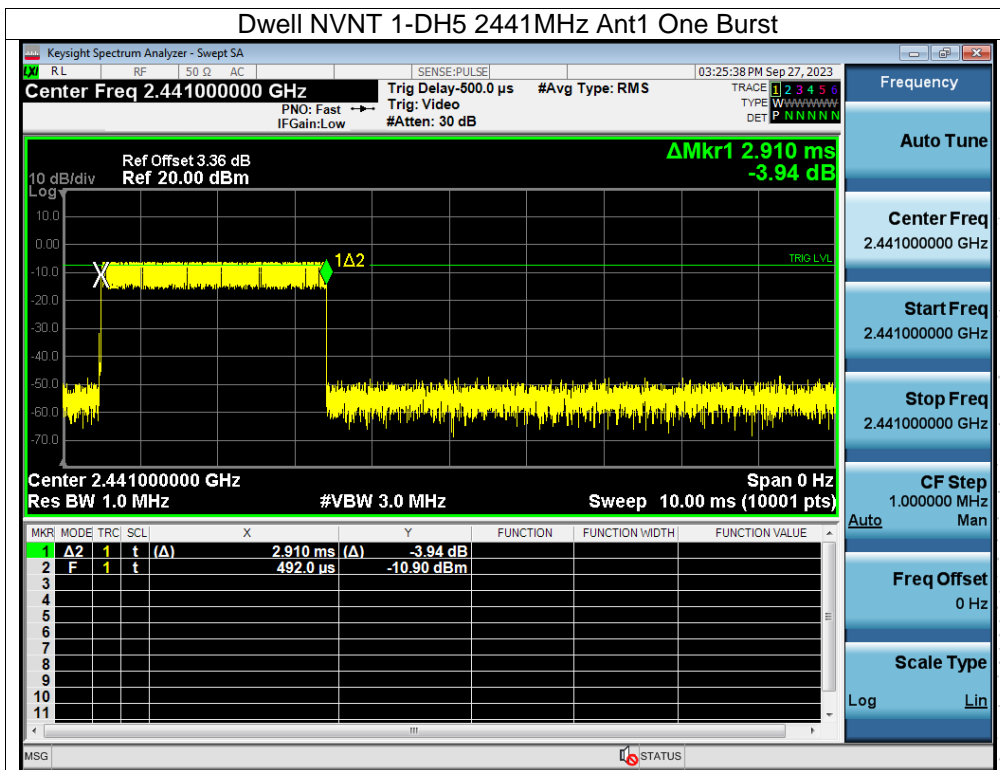 Dwell NVNT 1-DH5 2441MHz Ant1 One Burst
Keysight Spectrum Analyzer - Swept SA
LXI RL RF 50 Ω AC SENSE:PULSE 03:25:38 PM Sep 27, 2023
Center Freq 2.441000000 GHz Trig Delay-500.0 µs #Avg Type: RMS TRACE 1 2 3 4 5 6
PNO: Fast Trig: Video TYPE WWWWWW
IFGain:Low #Atten: 30 dB DET P N N N N N
Frequency
Auto Tune
Center Freq
2.441000000 GHz
Start Freq
2.441000000 GHz
Stop Freq
2.441000000 GHz
CF Step
1.000000 MHz
Auto Man
Freq Offset
0 Hz
Scale Type
Log Lin
ΔMkr1 2.910 ms
-3.94 dB
Ref Offset 3.36 dB
10 dB/div Ref 20.00 dBm
Log
10.0
0.00
-10.0
-20.0
-30.0
-40.0
-50.0
-60.0
-70.0
1Δ2
TRIG LVL
Center 2.441000000 GHz Span 0 Hz
Res BW 1.0 MHz #VBW 3.0 MHz Sweep 10.00 ms (10001 pts)
MKR MODE TRC SCL X Y FUNCTION FUNCTION WIDTH FUNCTION VALUE
1 Δ2 1 t (Δ) 2.910 ms (Δ) -3.94 dB
2 F 1 t 492.0 µs -10.90 dBm
3
4
5
6
7
8
9
10
11
MSG STATUS